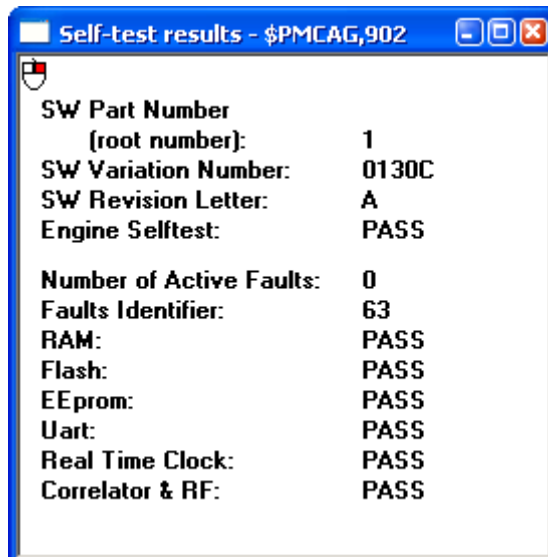 Self-test results - $PMCAG,902
SW Part Number
(root number): 1
SW Variation Number: 0130C
SW Revision Letter: A
Engine Selftest: PASS
Number of Active Faults: 0
Faults Identifier: 63
RAM: PASS
Flash: PASS
EEprom: PASS
Uart: PASS
Real Time Clock: PASS
Correlator & RF: PASS